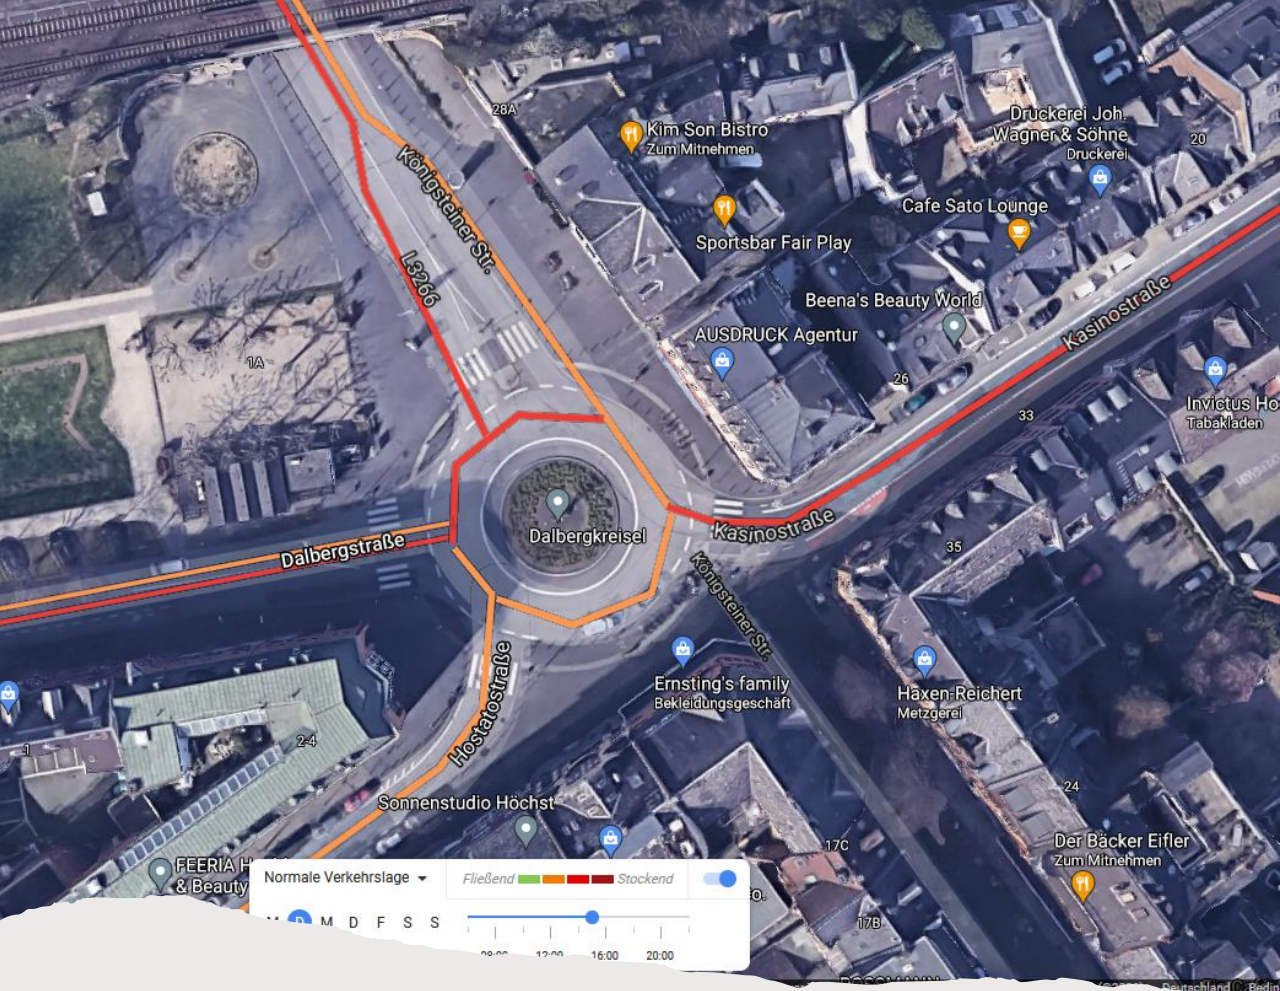 28A
Kim Son Bistro
Zum Mitnehmen
Druckerei Joh.
Wagner & Söhne
Druckerei
20
Königsteiner Str.
Cafe Sato Lounge
Sportsbar Fair Play
L3266
Beena's Beauty World
Kasinostraße
AUSDRUCK Agentur
1A
26
33
Invictus Ho
Tabakladen
Dalbergkreisel
Kasinostraße
Dalbergstraße
35
Königsteiner Str.
Ernsting's family
Bekleidungsgeschäft
Haxen-Reichert
Metzgerei
Hostatostraße
1
2-4
24
Sonnenstudio Höchst
17C
Der Bäcker Eifler
Zum Mitnehmen
FEERIA H
& Beauty
Normale Verkehrslage
Fließend
Stockend
M D M D F S S
17B
08:00 12:00 16:00 20:00
ROSSMANN
Deutschland